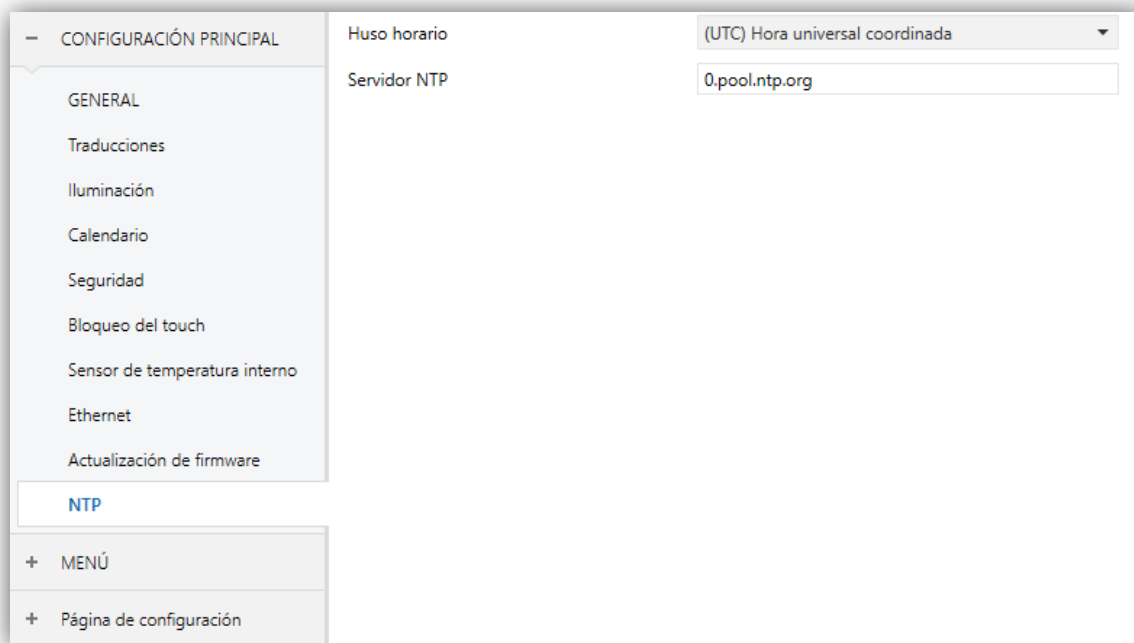 CONFIGURACIÓN PRINCIPAL
GENERAL
Traducciones
Iluminación
Calendario
Seguridad
Bloqueo del touch
Sensor de temperatura interno
Ethernet
Actualización de firmware
NTP
MENÚ
Página de configuración
Huso horario
(UTC) Hora universal coordinada
Servidor NTP
0.pool.ntp.org